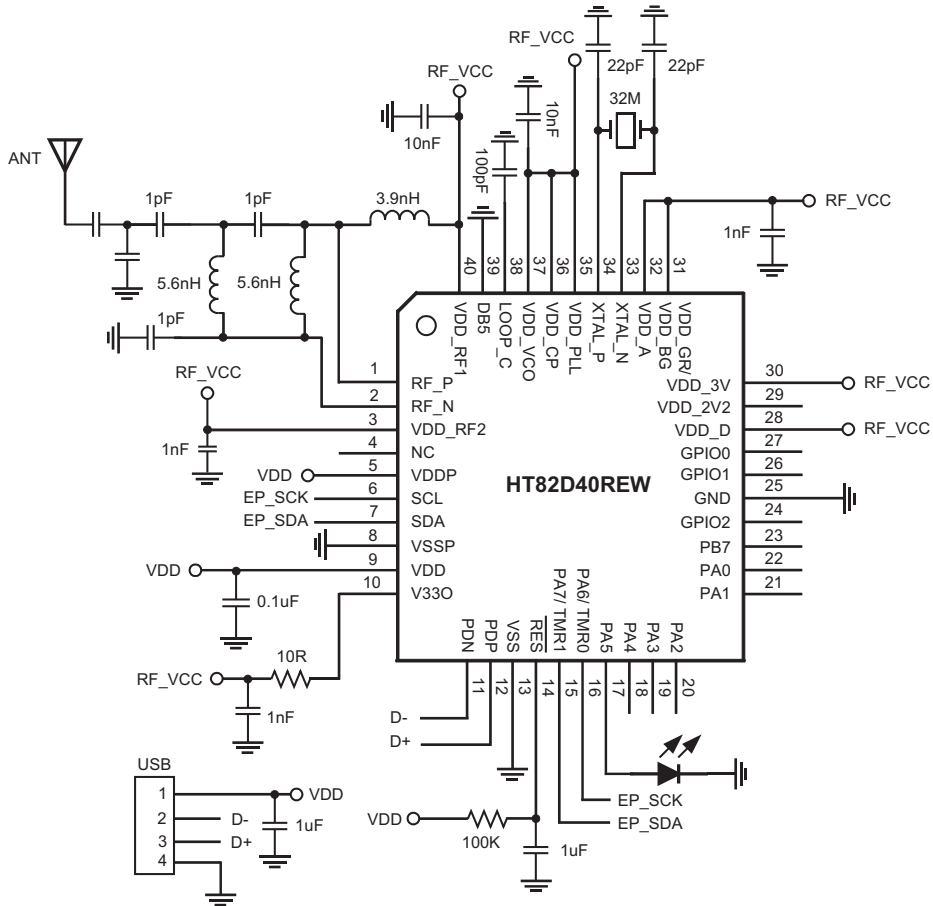 RF_VCC
22pF
22pF
RF_VCC
32M
10nF
10nF
100pF
ANT
1pF
1pF
3.9nH
RF_VCC
1nF
5.6nH
5.6nH
1pF
40
39
38
37
36
35
34
33
32
31
VDD_RF1
DB5
LOOP_C
VDD_VCO
VDD_CP
VDD_PLL
XTAL_P
XTAL_N
VDD_A
VDD_BG
VDD_GR/
RF_VCC
1nF
1 RF_P
2 RF_N
3 VDD_RF2
4 NC
VDD 5 VDDP
EP_SCK 6 SCL
EP_SDA 7 SDA
8 VSSP
VDD 9 VDD
10 V33O
0.1uF
HT82D40REW
VDD_3V 30 RF_VCC
VDD_2V2 29
VDD_D 28 RF_VCC
GPIO0 27
GPIO1 26
GND 25
GPIO2 24
PB7 23
PA0 22
PA1 21
PDN
PDP
VSS
RES
PA7/ TMR1
PA6/ TMR0
PA5
PA4
PA3
PA2
11
12
13
14
15
16
17
18
19
20
RF_VCC
10R
1nF
D-
D+
USB
1 VDD
2 D-
3 D+
4
1uF
VDD
100K
1uF
EP_SCK
EP_SDA